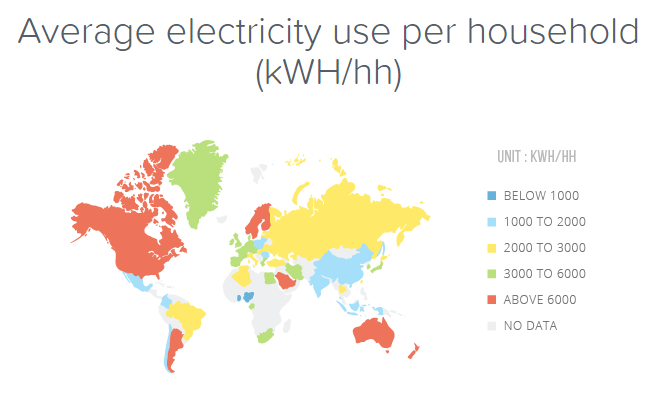 Average electricity use per household
(kWH/hh)
UNIT : KWH/HH
BELOW 1000
1000 TO 2000
2000 TO 3000
3000 TO 6000
ABOVE 6000
NO DATA